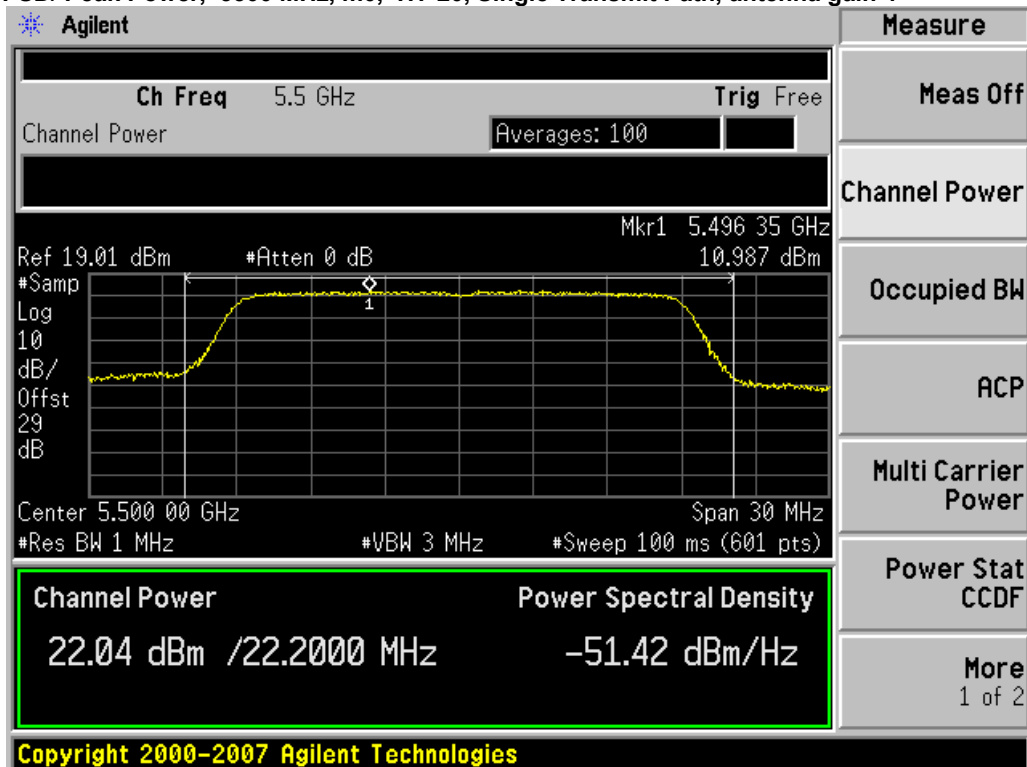 Agilent
Measure
Ch Freq 5.5 GHz
Trig Free
Meas Off
Channel Power
Averages: 100
Channel Power
Mkr1 5.496 35 GHz
Ref 19.01 dBm #Atten 0 dB 10.987 dBm
#Samp
Log
10
dB/
Offst
29
dB
1
Occupied BW
ACP
Multi Carrier
Power
Center 5.500 00 GHz Span 30 MHz
#Res BW 1 MHz #VBW 3 MHz #Sweep 100 ms (601 pts)
Power Stat
CCDF
Channel Power Power Spectral Density
22.04 dBm /22.2000 MHz -51.42 dBm/Hz
More
1 of 2
Copyright 2000-2007 Agilent Technologies